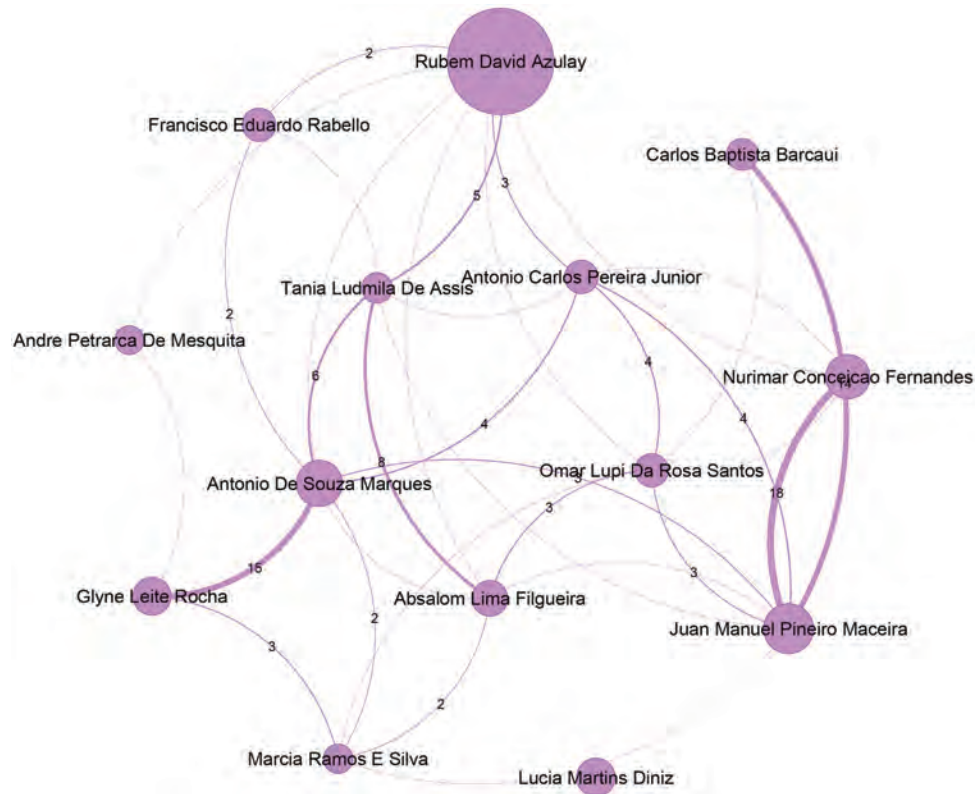 2
Rubem David Azulay
Francisco Eduardo Rabello
Carlos Baptista Barcaui
3
5
Tania Ludmila De Assis
Antonio Carlos Pereira Junior
2
Andre Petrarca De Mesquita
6
4
Nurimar Conceicao Fernandes
14
4
4
8
Antonio De Souza Marques
3
Omar Lupi Da Rosa Santos
18
3
15
3
Glyne Leite Rocha
Absalom Lima Filgueira
2
Juan Manuel Pineiro Maceira
3
2
Marcia Ramos E Silva
Lucia Martins Diniz